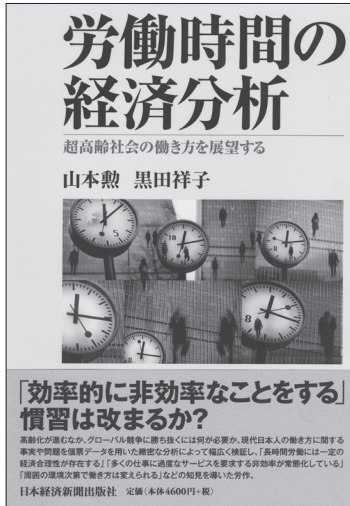 労働時間の
経済分析
超高齢社会の働き方を展望する
山本勲 黒田祥子
「効率的に非効率なことをする」
慣習は改まるか?
高齢化が進むなか、グローバル競争に勝ち抜くには何が必要か。現代日本人の働き方に関する
事実や問題を個票データを用いた緻密な分析によって幅広く検証し、「長時間労働には一定の
経済合理性が存在する」「多くの仕事に過度なサービスを要求する非効率が常態化している」
「周囲の環境次第で働き方は変えられる」などの知見を導いた労作。
日本経済新聞出版社 定価(本体4600円+税)